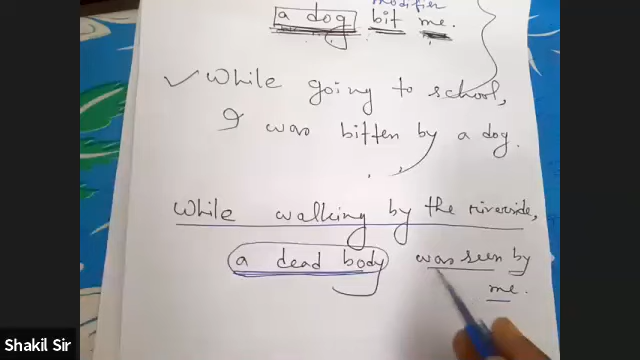 modifier
a dog bit me.
✓ While going to school,
I was bitten by a dog.
While walking by the riverside,
a dead body was seen by
me.
Shakil Sir